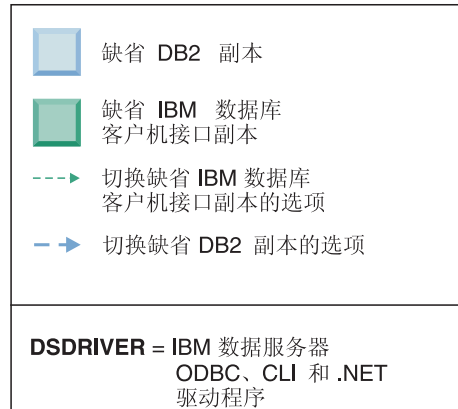 缺省 DB2 副本
缺省 IBM 数据库
客户机接口副本
切换缺省 IBM 数据库
客户机接口副本的选项
切换缺省 DB2 副本的选项
DSDRIVER = IBM 数据服务器
ODBC、CLI 和 .NET
驱动程序